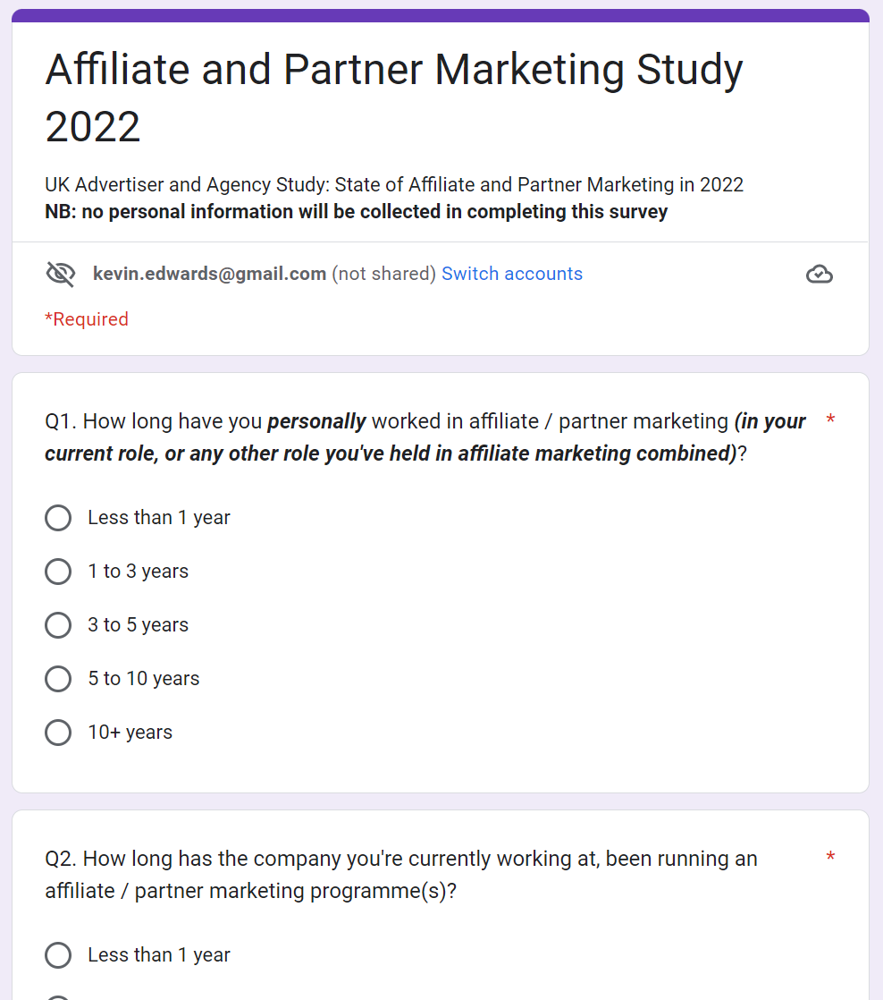 Affiliate and Partner Marketing Study
2022
UK Advertiser and Agency Study: State of Affiliate and Partner Marketing in 2022
NB: no personal information will be collected in completing this survey
kevin.edwards@gmail.com (not shared) Switch accounts
*Required
Q1. How long have you personally worked in affiliate / partner marketing (in your *
current role, or any other role you've held in affiliate marketing combined)?
Less than 1 year
1 to 3 years
3 to 5 years
5 to 10 years
10+ years
Q2. How long has the company you're currently working at, been running an *
affiliate / partner marketing programme(s)?
Less than 1 year